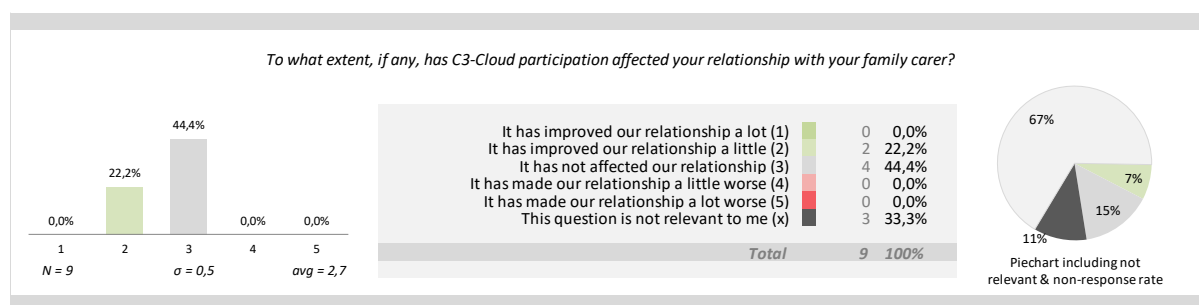 To what extent, if any, has C3-Cloud participation affected your relationship with your family carer?
44,4%
22,2%
0,0% 0,0% 0,0%
1 2 3 4 5
N = 9 σ = 0,5 avg = 2,7
It has improved our relationship a lot (1) 0 0,0%
It has improved our relationship a little (2) 2 22,2%
It has not affected our relationship (3) 4 44,4%
It has made our relationship a little worse (4) 0 0,0%
It has made our relationship a lot worse (5) 0 0,0%
This question is not relevant to me (x) 3 33,3%
Total 9 100%
67%
7%
15%
11%
Piechart including not
relevant & non-response rate